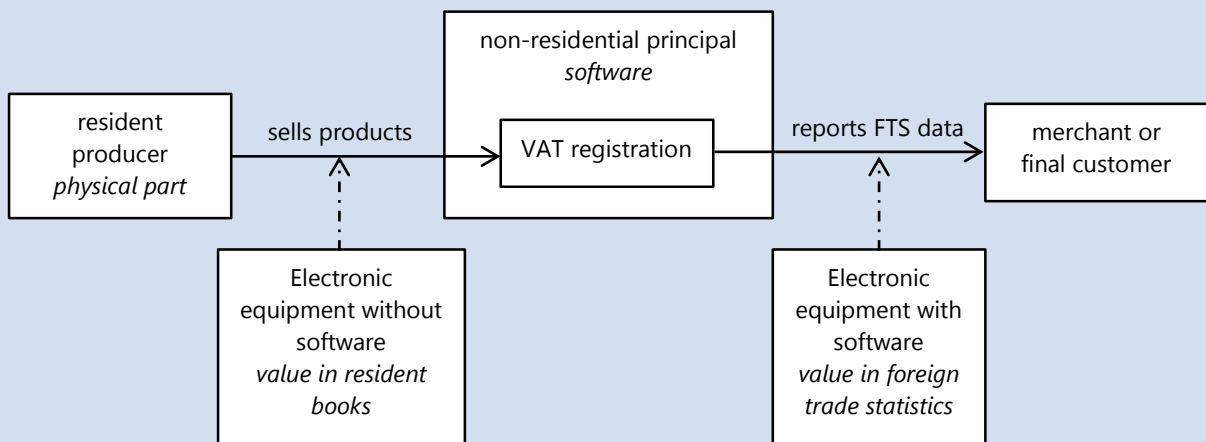 non-residential principal
software
resident
producer
physical part
sells products
VAT registration
reports FTS data
merchant or
final customer
Electronic
equipment without
software
value in resident
books
Electronic
equipment with
software
value in foreign
trade statistics